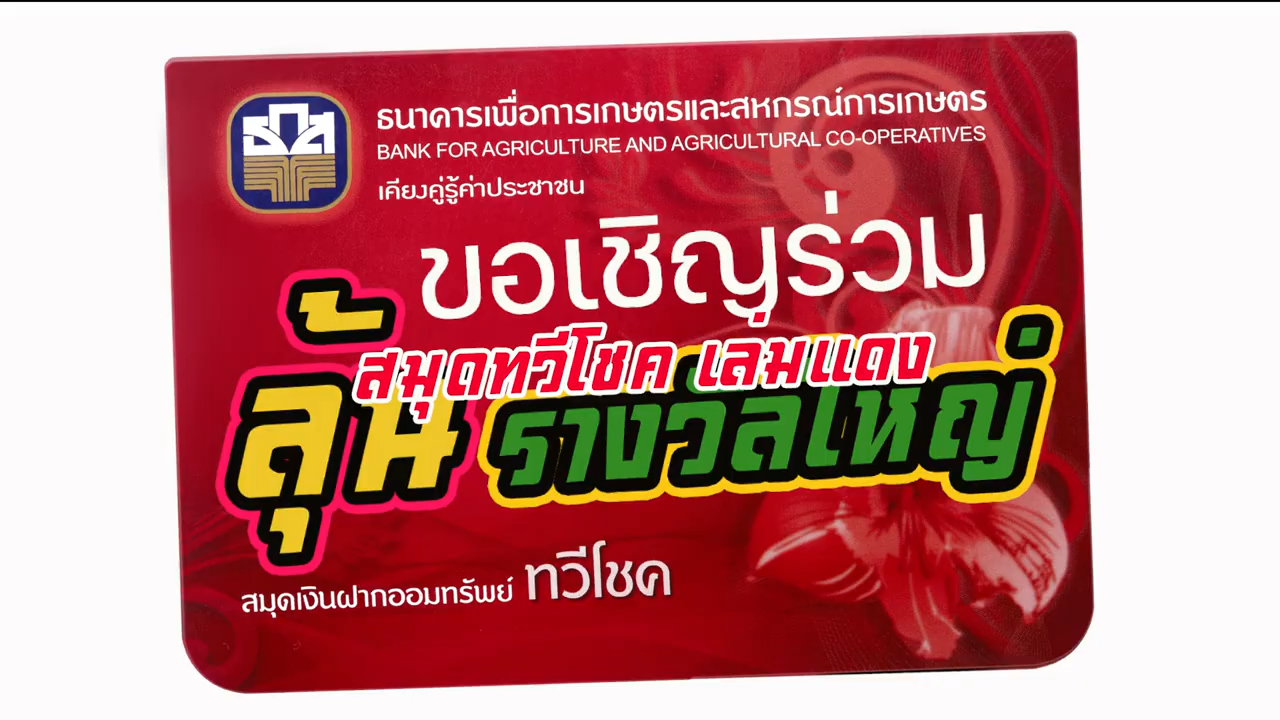 ธกส
ธนาคารเพื่อการเกษตรและสหกรณ์การเกษตร
BANK FOR AGRICULTURE AND AGRICULTURAL CO-OPERATIVES
เคียงคู่รู้ค่าประชาชน
ขอเชิญร่วม
สมุดทวีโชค เล่มแดง
ลุ้น รางวัลใหญ่
สมุดเงินฝากออมทรัพย์ ทวีโชค